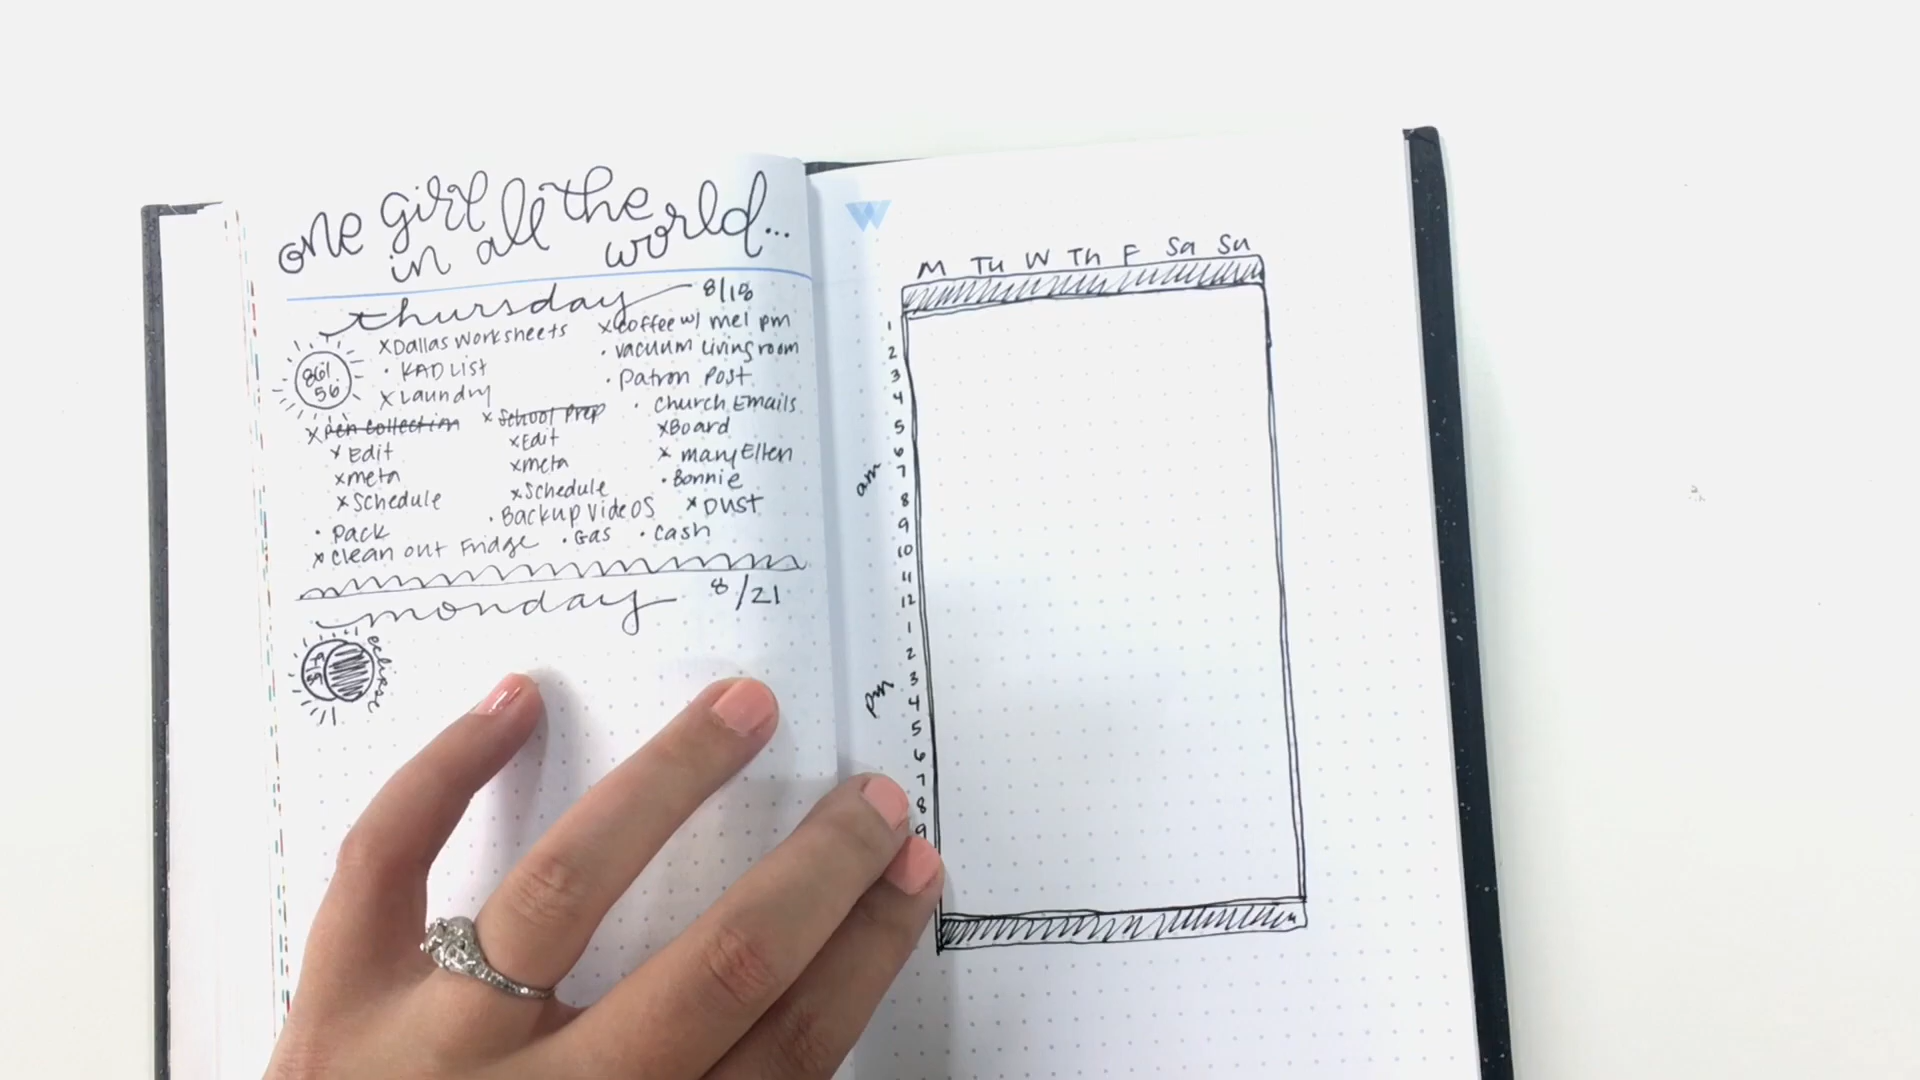 one girl
in all the
world...
thursday 8/18
86/
56
xDallas Worksheets
· KAD List
x Laundry
x Pen Collection
x Edit
x meta
x Schedule
x School Prep
x Edit
x meta
x Schedule
x coffee w/ mel pm
· vacuum living room
· Patron Post
· Church Emails
x Board
x mary Ellen
· Bonnie
x Dust
· Pack
· Backup Videos
x clean out Fridge
· Gas
· Cash
monday 8/21
79
59
eclipse
M Tu W Th F Sa Su
am
1
2
3
4
5
6
7
8
9
10
11
12
pm
1
2
3
4
5
6
7
8
9